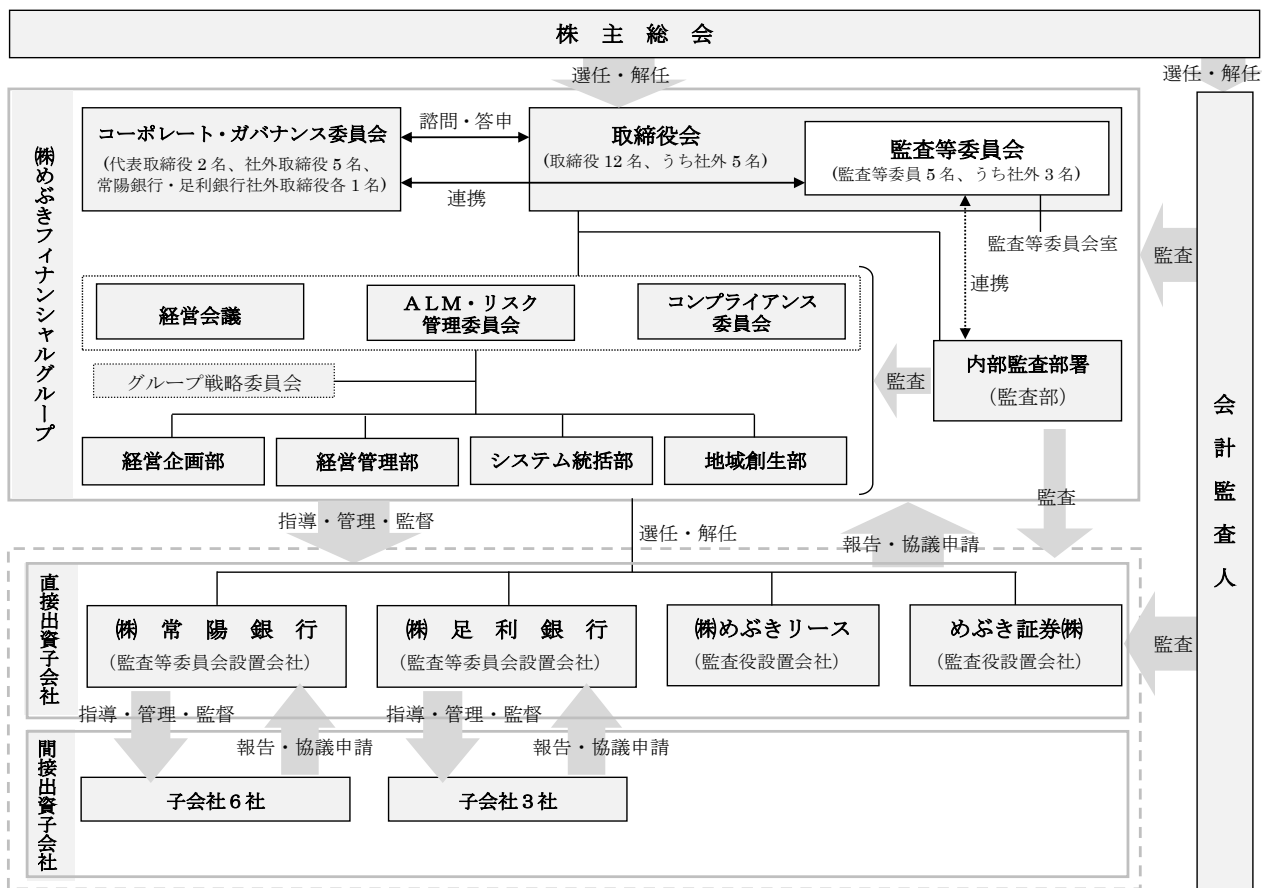 株主総会
選任・解任
選任・解任
㈱めぶきフィナンシャルグループ
コーポレート・ガバナンス委員会
(代表取締役 2 名、社外取締役 5 名、
常陽銀行・足利銀行社外取締役各 1 名)
諮問・答申
連携
取締役会
(取締役 12 名、うち社外 5 名)
監査等委員会
(監査等委員 5 名、うち社外 3 名)
監査等委員会室
監査
連携
経営会議
ＡＬＭ・リスク
管理委員会
コンプライアンス
委員会
グループ戦略委員会
監査
内部監査部署
（監査部）
経営企画部
経営管理部
システム統括部
地域創生部
会計監査人
監査
指導・管理・監督
選任・解任
報告・協議申請
直接出資子会社
㈱常陽銀行
（監査等委員会設置会社）
㈱足利銀行
（監査等委員会設置会社）
㈱めぶきリース
（監査役設置会社）
めぶき証券㈱
（監査役設置会社）
監査
指導・管理・監督
報告・協議申請
指導・管理・監督
報告・協議申請
間接出資子会社
子会社６社
子会社３社